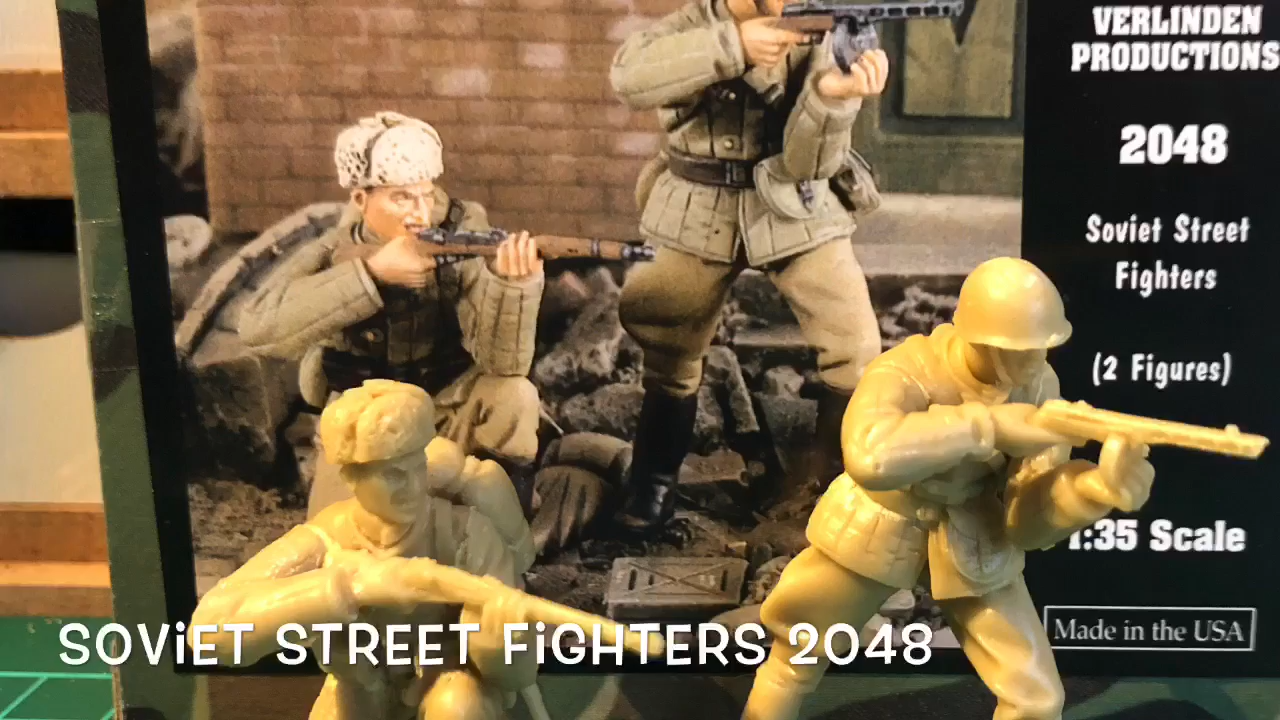 VERLINDEN
PRODUCTIONS
2048
Soviet Street
Fighters
(2 Figures)
1:35 Scale
Made in the USA
SOViET STREET FiGHTERS 2048